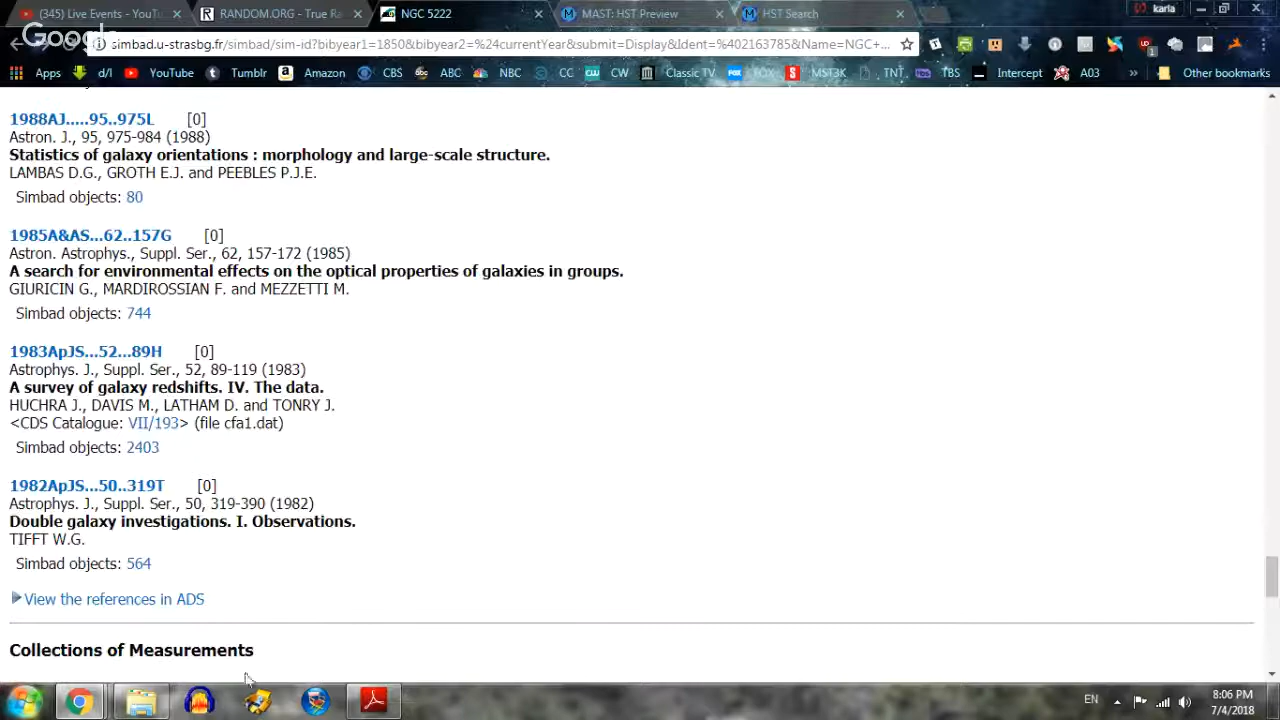 (345) Live Events - YouTu
RANDOM.ORG - True Ra
NGC 5222
MAST: HST Preview
HST Search
karla
Google
simbad.u-strasbg.fr/simbad/sim-id?bibyear1=1850&bibyear2=%24currentYear&submit=Display&Ident=%402163785&Name=NGC+...
Apps d/l YouTube Tumblr Amazon CBS ABC NBC CC CW Classic TV FOX MST3K TNT TBS Intercept A03 » Other bookmarks
1988AJ.....95..975L [0]
Astron. J., 95, 975-984 (1988)
Statistics of galaxy orientations : morphology and large-scale structure.
LAMBAS D.G., GROTH E.J. and PEEBLES P.J.E.
Simbad objects: 80
1985A&AS...62..157G [0]
Astron. Astrophys., Suppl. Ser., 62, 157-172 (1985)
A search for environmental effects on the optical properties of galaxies in groups.
GIURICIN G., MARDIROSSIAN F. and MEZZETTI M.
Simbad objects: 744
1983ApJS...52...89H [0]
Astrophys. J., Suppl. Ser., 52, 89-119 (1983)
A survey of galaxy redshifts. IV. The data.
HUCHRA J., DAVIS M., LATHAM D. and TONRY J.
<CDS Catalogue: VII/193> (file cfa1.dat)
Simbad objects: 2403
1982ApJS...50..319T [0]
Astrophys. J., Suppl. Ser., 50, 319-390 (1982)
Double galaxy investigations. I. Observations.
TIFFT W.G.
Simbad objects: 564
View the references in ADS
Collections of Measurements
EN
8:06 PM
7/4/2018